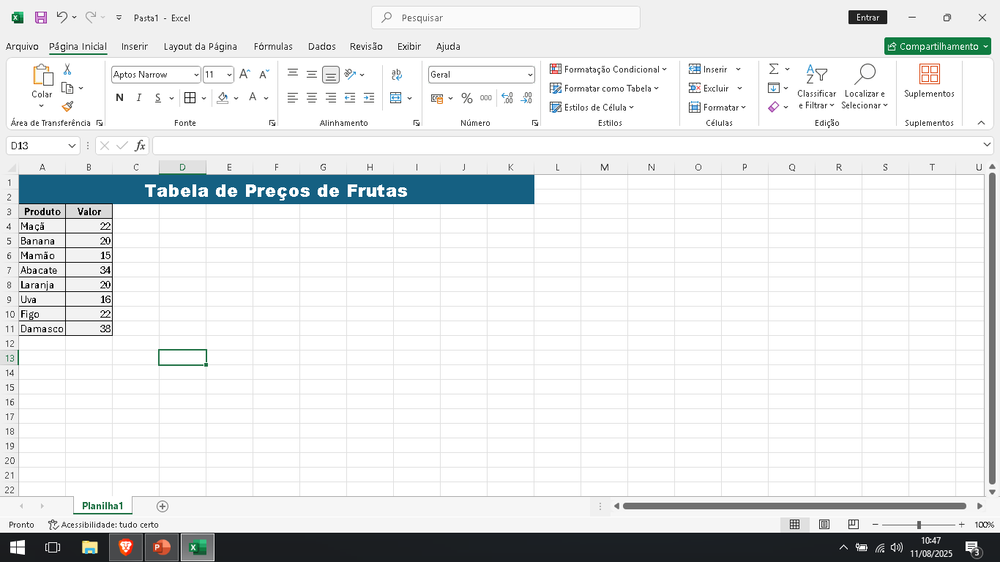 Pasta1 - Excel
Pesquisar
Entrar
Arquivo Página Inicial Inserir Layout da Página Fórmulas Dados Revisão Exibir Ajuda
Compartilhamento
Colar
Área de Transferência
Aptos Narrow 11
N I S A
Fonte
ab
Alinhamento
Geral
% 000
Número
Formatação Condicional
Formatar como Tabela
Estilos de Célula
Estilos
Inserir
Excluir
Formatar
Células
Classificar e Filtrar
Localizar e Selecionar
Edição
Suplementos
Suplementos
D13 fx
A B C D E F G H I J K L M N O P Q R S T U
1 Tabela de Preços de Frutas
2
3 Produto Valor
4 Maçã 22
5 Banana 20
6 Mamão 15
7 Abacate 34
8 Laranja 20
9 Uva 16
10 Figo 22
11 Damasco 38
12
13
14
15
16
17
18
19
20
21
22
Planilha1
Pronto Acessibilidade: tudo certo 100%
10:47
11/08/2025
3